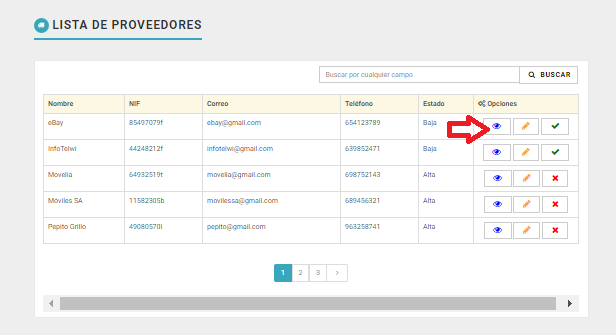 LISTA DE PROVEEDORES
Buscar por cualquier campo BUSCAR
Nombre NIF Correo Teléfono Estado Opciones
eBay 85497079f ebay@gmail.com 654123789 Baja
InfoTelwi 44248212f infotelwi@gmail.com 639852471 Baja
Movelia 64932519t movelia@gmail.com 698752143 Alta
Móviles SA 11582305b movilessa@gmail.com 689456321 Alta
Pepito Grillo 49080570l pepito@gmail.com 963258741 Alta
1 2 3 ›